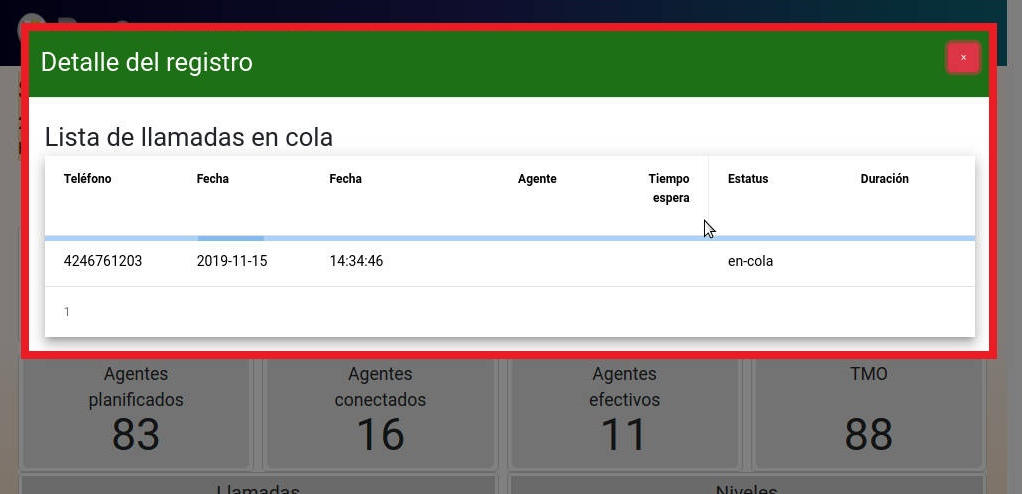 Detalle del registro
×
Lista de llamadas en cola
Teléfono Fecha Fecha Agente Tiempo espera Estatus Duración
4246761203 2019-11-15 14:34:46 en-cola
1
Agentes planificados
83
Agentes conectados
16
Agentes efectivos
11
TMO
88
Llamadas
Niveles